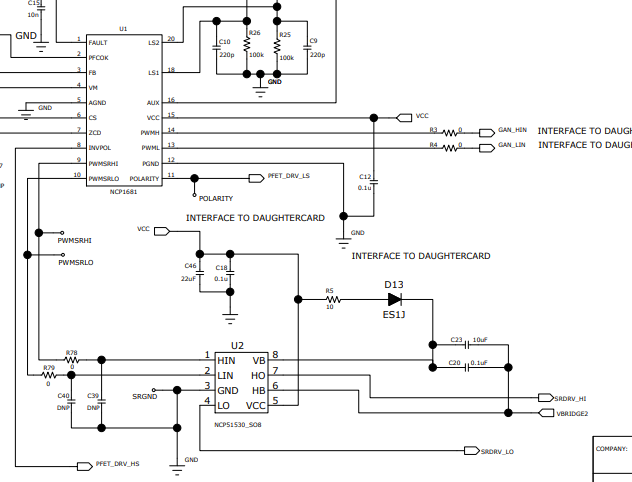 C15
10n
GND
U1
1 FAULT LS2 20
2 PFCOK
3 FB LS1 18
4 VM
5 AGND AUX 16
6 CS VCC 15
7 ZCD PWMH 14
8 INVPOL PWML 13
9 PWMSRHI PGND 12
10 PWMSRLO POLARITY 11
NCP1681
GND
C10
220p
R26
100k
R25
100k
C9
220p
GND
VCC
R3 0 GAN_HIN INTERFACE TO DAUGH
R4 0 GAN_LIN INTERFACE TO DAUG
PFET_DRV_LS
POLARITY
C12
0.1u
GND
INTERFACE TO DAUGHTERCARD
INTERFACE TO DAUGHTERCARD
PWMSRHI
PWMSRLO
VCC
C46
22uF
C18
0.1u
R5
10
D13
ES1J
C23 10uF
C20 0.1uF
R78
0
R79
0
C40
DNP
C39
DNP
SRGND
U2
1 HIN VB 8
2 LIN HO 7
3 GND HB 6
4 LO VCC 5
NCP51530_SO8
SRDRV_HI
VBRIDGE2
SRDRV_LO
GND
PFET_DRV_HS
COMPANY: